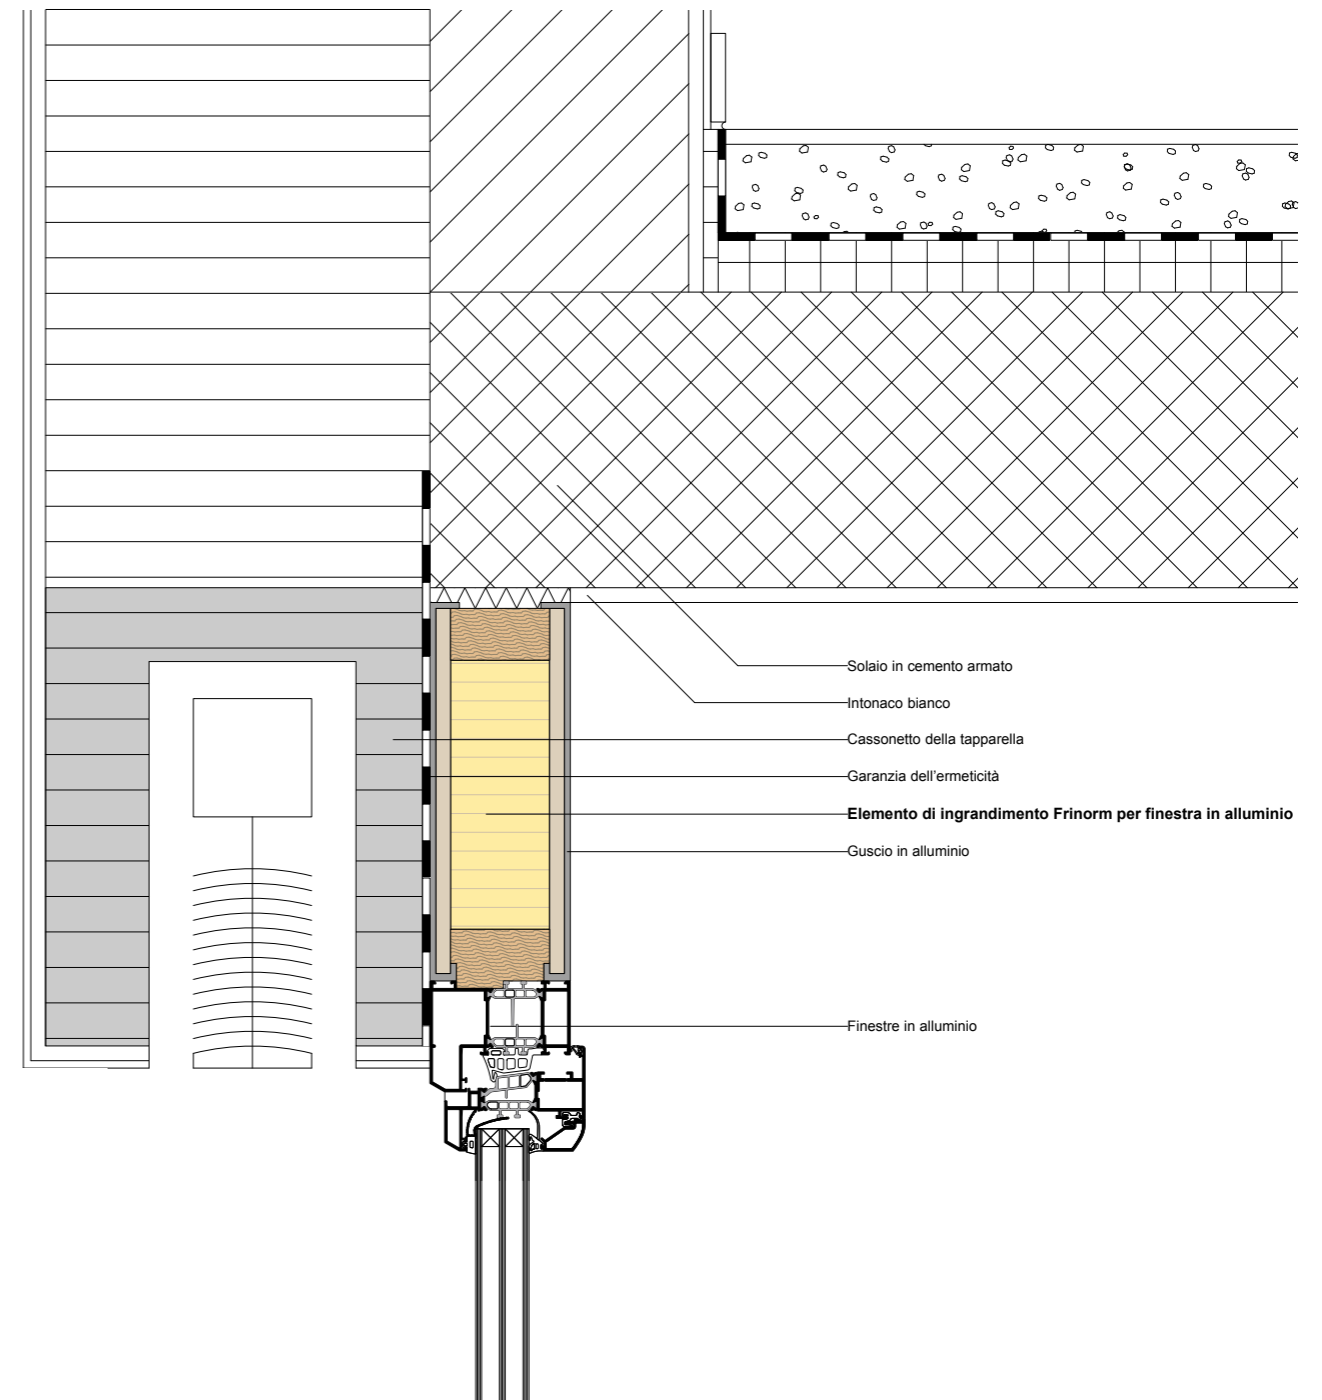 Solaio in cemento armato
Intonaco bianco
Cassonetto della tapparella
Garanzia dell'ermeticità
Elemento di ingrandimento Frinorm per finestra in alluminio
Guscio in alluminio
Finestre in alluminio